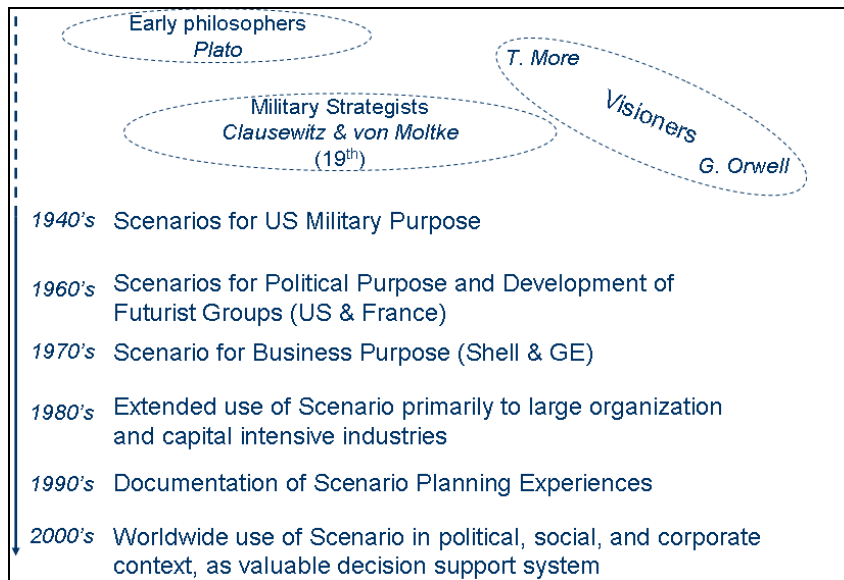 Early philosophers
Plato
T. More
Visioners
G. Orwell
Military Strategists
Clausewitz & von Moltke
(19th)
1940's Scenarios for US Military Purpose
1960's Scenarios for Political Purpose and Development of
Futurist Groups (US & France)
1970's Scenario for Business Purpose (Shell & GE)
1980's Extended use of Scenario primarily to large organization
and capital intensive industries
1990's Documentation of Scenario Planning Experiences
2000's Worldwide use of Scenario in political, social, and corporate
context, as valuable decision support system